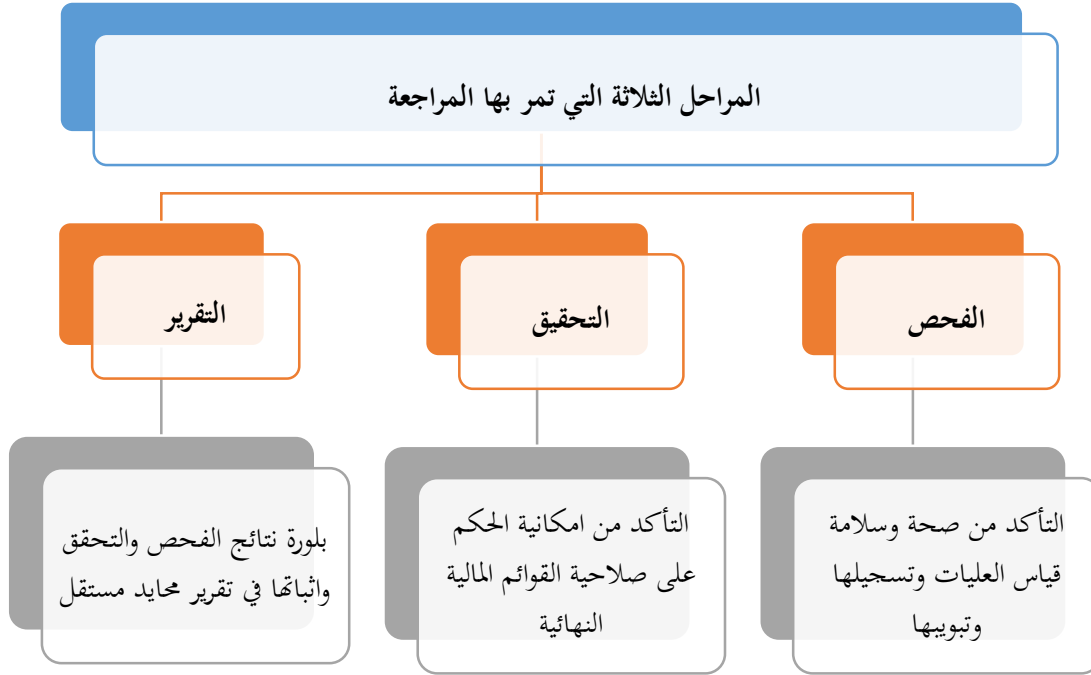 المراحل الثلاثة التي تمر بها المراجعة
الفحص
التحقيق
التقرير
التأكد من صحة وسلامة
قياس العليات وتسجيلها
وتبويبها
التأكد من امكانية الحكم
على صلاحية القوائم المالية
النهائية
بلورة نتائج الفحص والتحقق
واثباتها في تقرير محايد مستقل